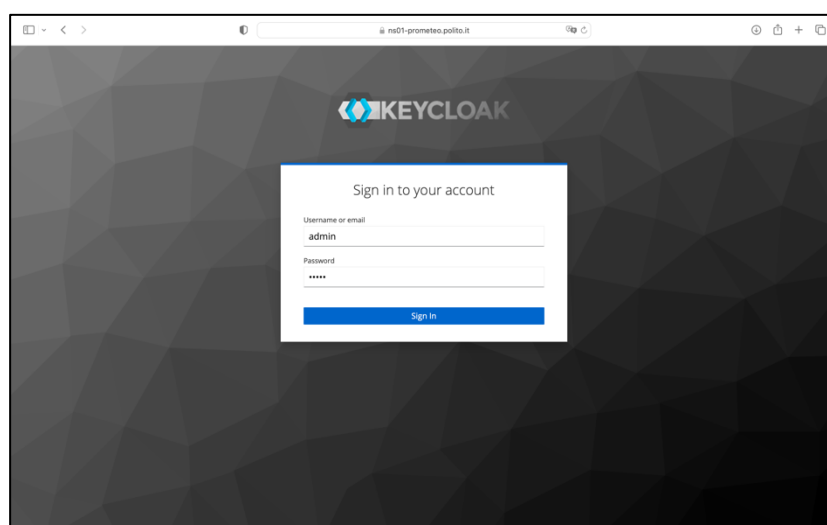 ns01-prometeo.polito.it
KEYCLOAK
Sign in to your account
Username or email
admin
Password
•••••
Sign In